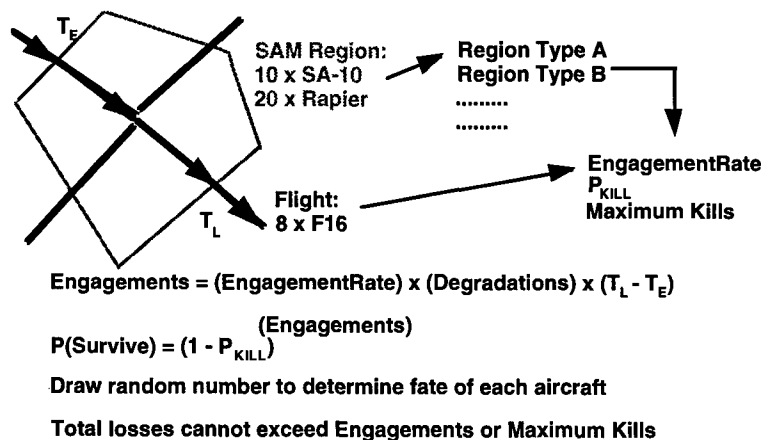 T_E
SAM Region:
10 x SA-10
20 x Rapier
Region Type A
Region Type B
.........
.........
EngagementRate
P_KILL
Maximum Kills
Flight:
8 x F16
T_L
Engagements = (EngagementRate) x (Degradations) x (T_L - T_E)
P(Survive) = (1 - P_KILL)^(Engagements)
Draw random number to determine fate of each aircraft
Total losses cannot exceed Engagements or Maximum Kills